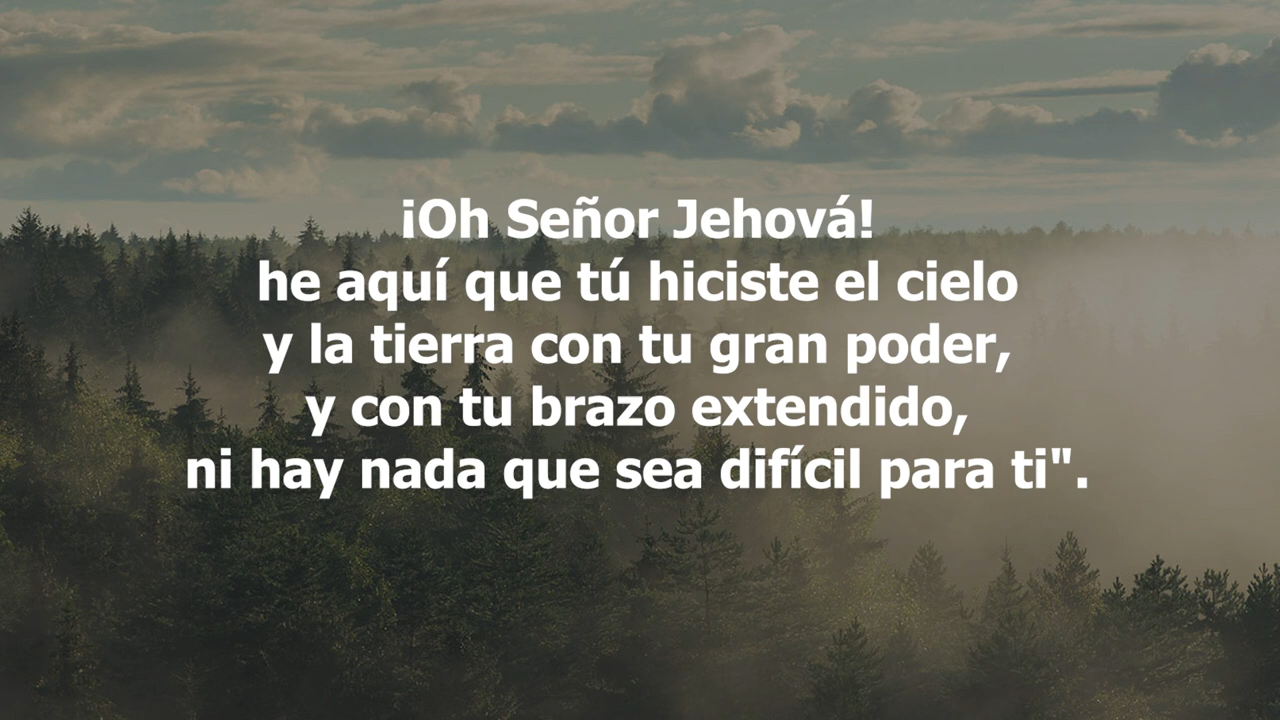 ¡Oh Señor Jehová!
he aquí que tú hiciste el cielo
y la tierra con tu gran poder,
y con tu brazo extendido,
ni hay nada que sea difícil para ti".